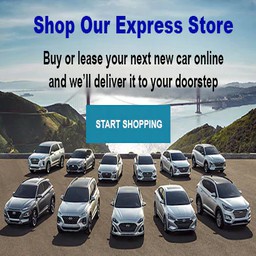 Shop Our Express Store
Buy or lease your next new car online
and we'll deliver it to your doorstep
START SHOPPING